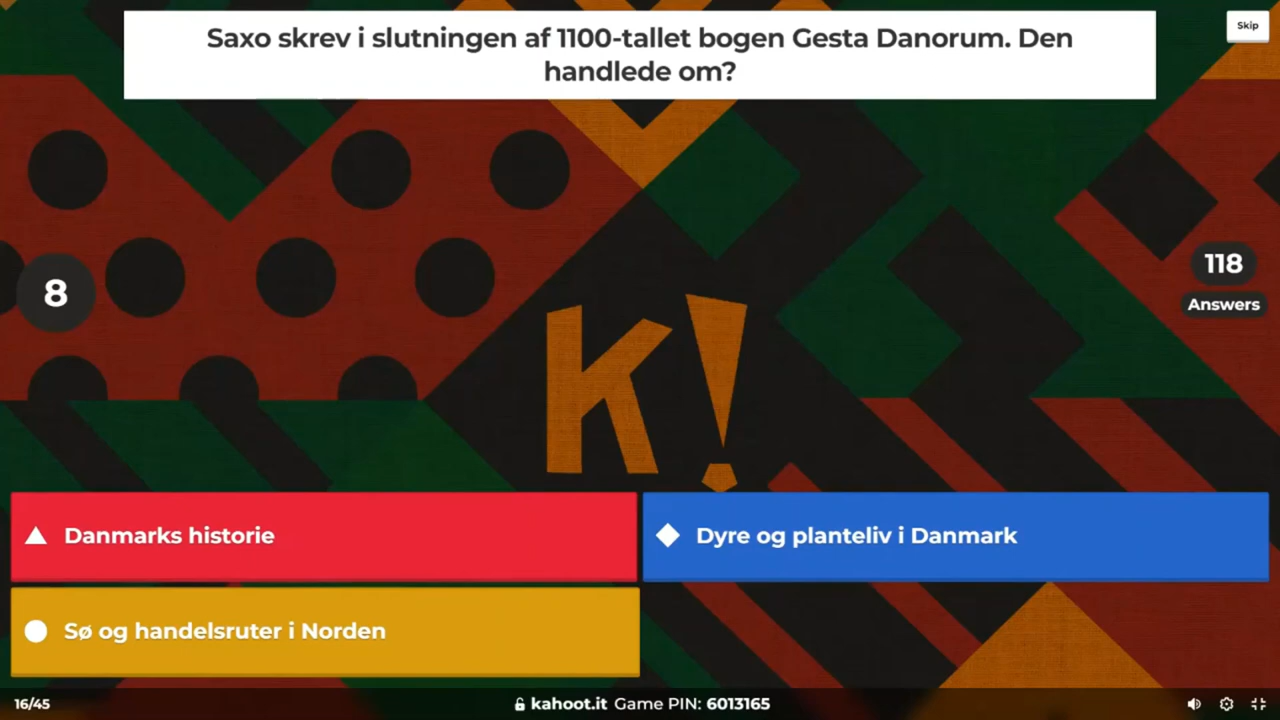 Saxo skrev i slutningen af 1100-tallet bogen Gesta Danorum. Den
handlede om?
Skip
8
118
Answers
K!
Danmarks historie
Dyre og planteliv i Danmark
Sø og handelsruter i Norden
16/45
kahoot.it Game PIN: 6013165